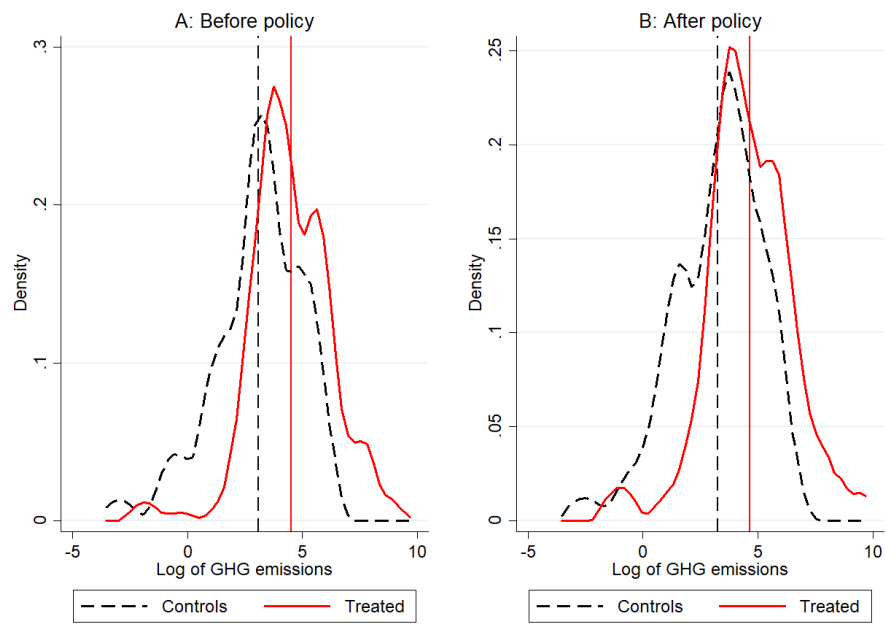 A: Before policy
Density
0
.1
.2
.3
-5
0
5
10
Log of GHG emissions
Controls
Treated
B: After policy
Density
0
.05
.1
.15
.2
.25
-5
0
5
10
Log of GHG emissions
Controls
Treated